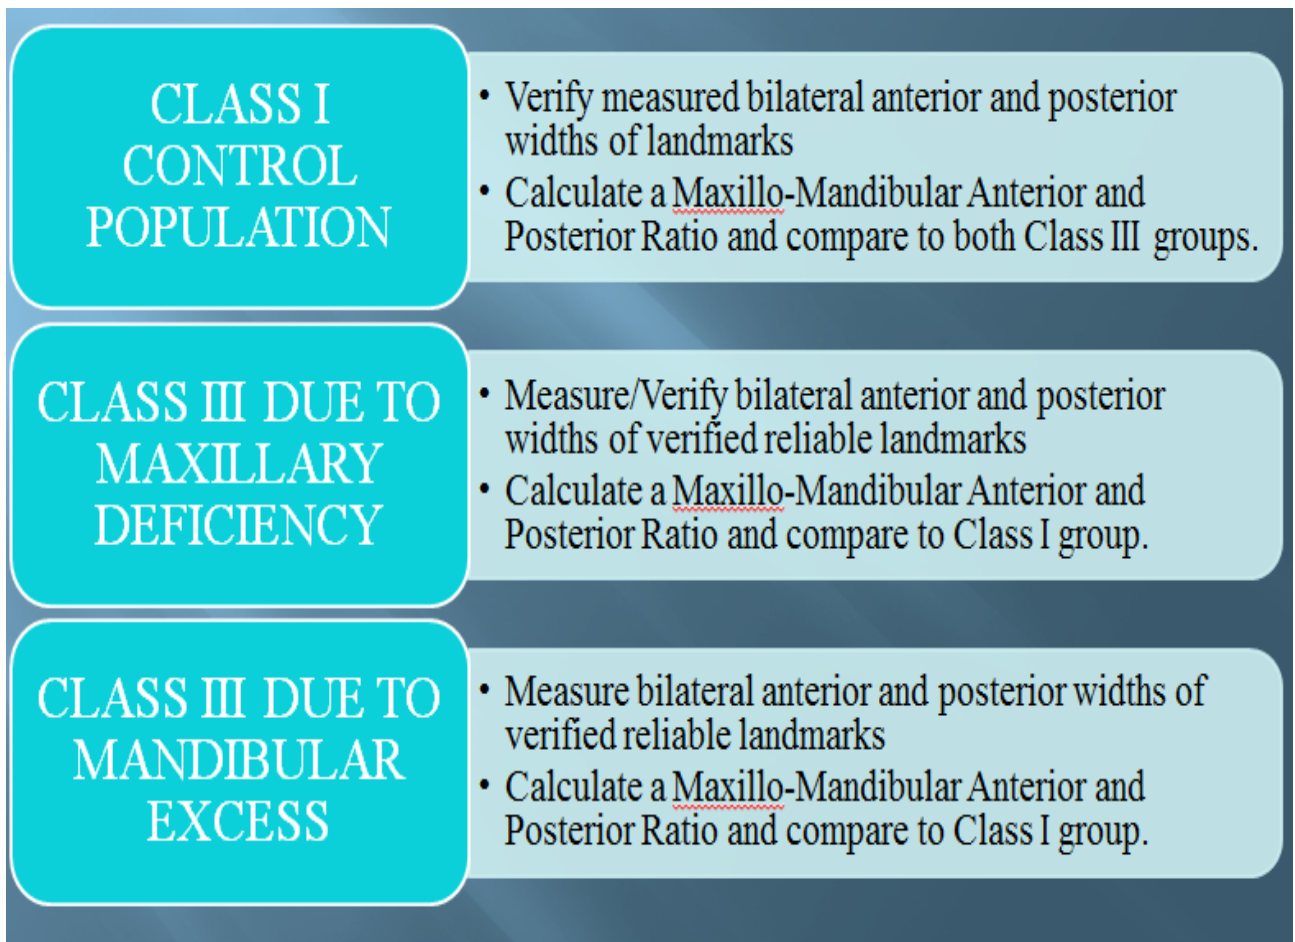 CLASS I
CONTROL
POPULATION
• Verify measured bilateral anterior and posterior
widths of landmarks
• Calculate a Maxillo-Mandibular Anterior and
Posterior Ratio and compare to both Class III groups.
CLASS III DUE TO
MAXILLARY
DEFICIENCY
• Measure/Verify bilateral anterior and posterior
widths of verified reliable landmarks
• Calculate a Maxillo-Mandibular Anterior and
Posterior Ratio and compare to Class I group.
CLASS III DUE TO
MANDIBULAR
EXCESS
• Measure bilateral anterior and posterior widths of
verified reliable landmarks
• Calculate a Maxillo-Mandibular Anterior and
Posterior Ratio and compare to Class I group.